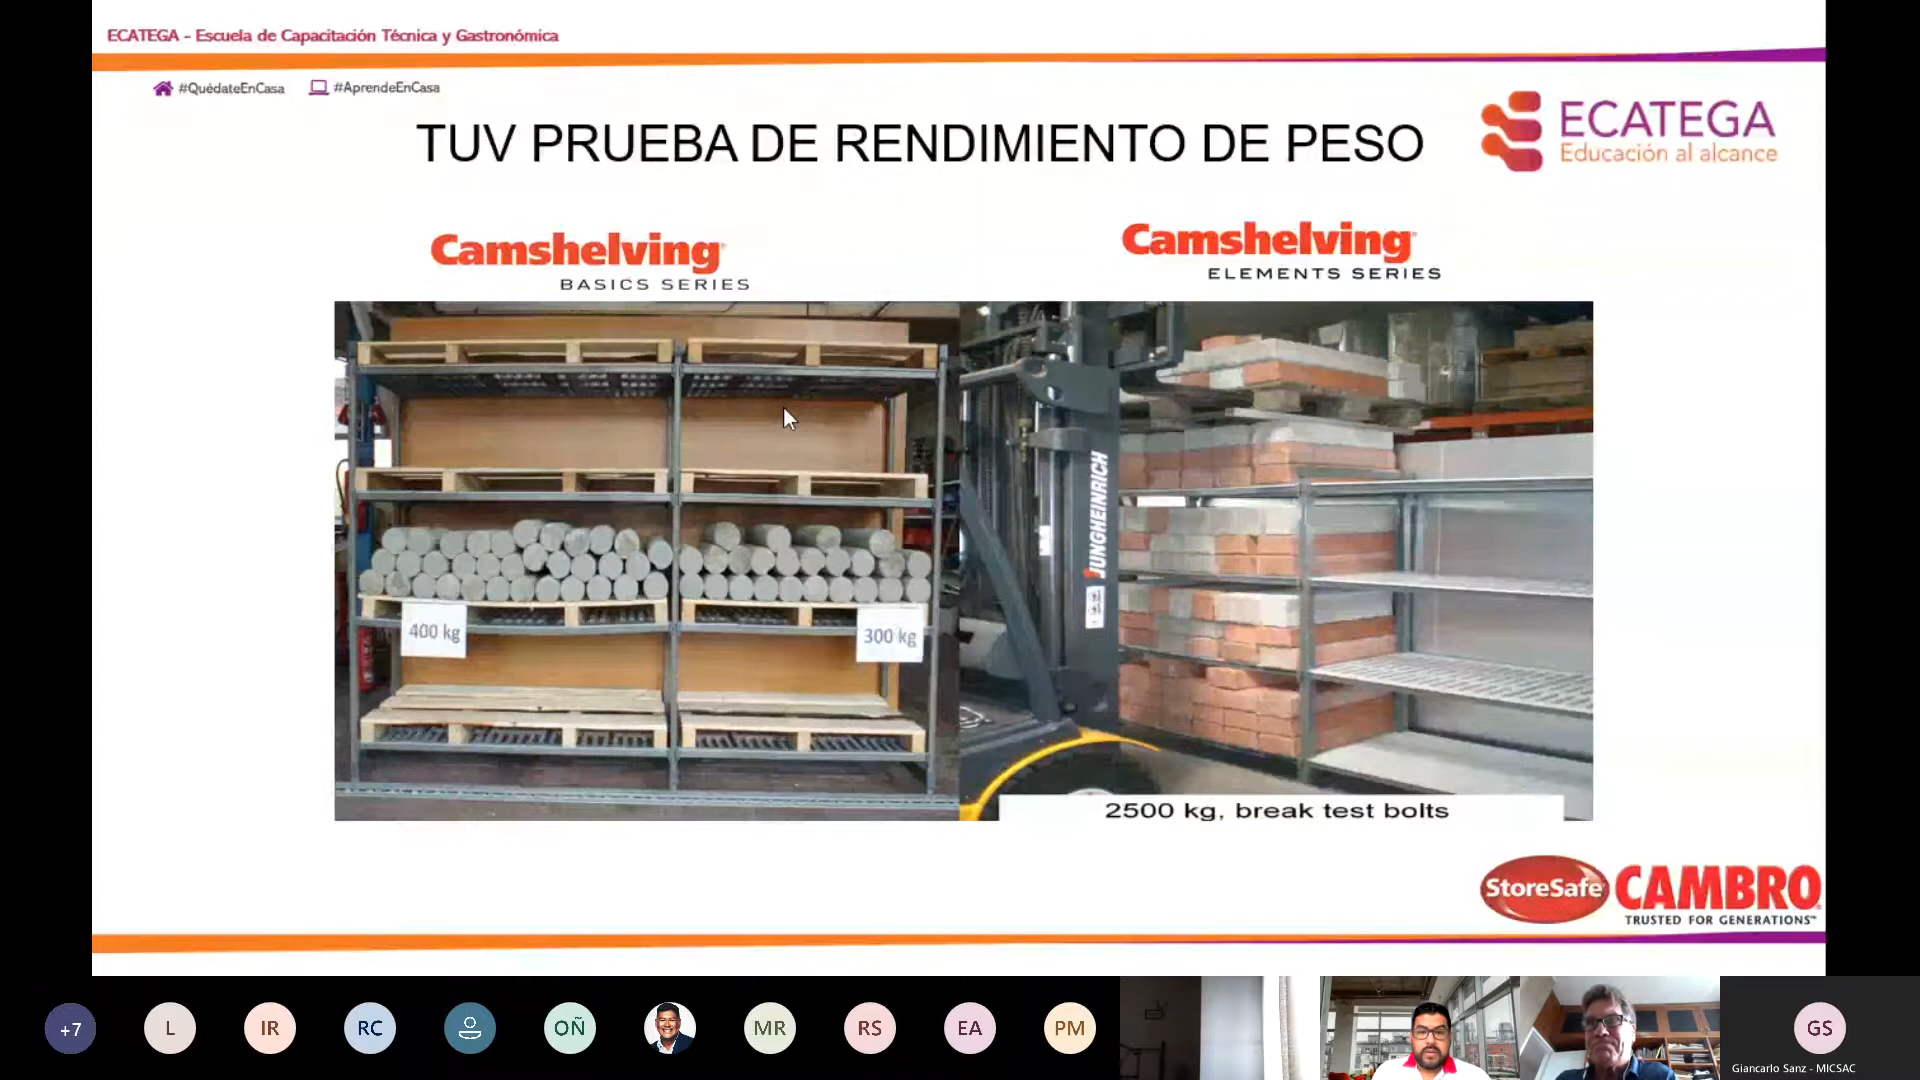 ECATEGA - Escuela de Capacitación Técnica y Gastronómica
#QuédateEnCasa #AprendeEnCasa
ECATEGA
Educación al alcance
TUV PRUEBA DE RENDIMIENTO DE PESO
Camshelving
BASICS SERIES
Camshelving
ELEMENTS SERIES
JUNGHEINRICH
400 kg
300 kg
2500 kg, break test bolts
StoreSafe
CAMBRO
TRUSTED FOR GENERATIONS™
+7
L
IR
RC
OÑ
MR
RS
EA
PM
GS
Giancarlo Sanz - MICSAC